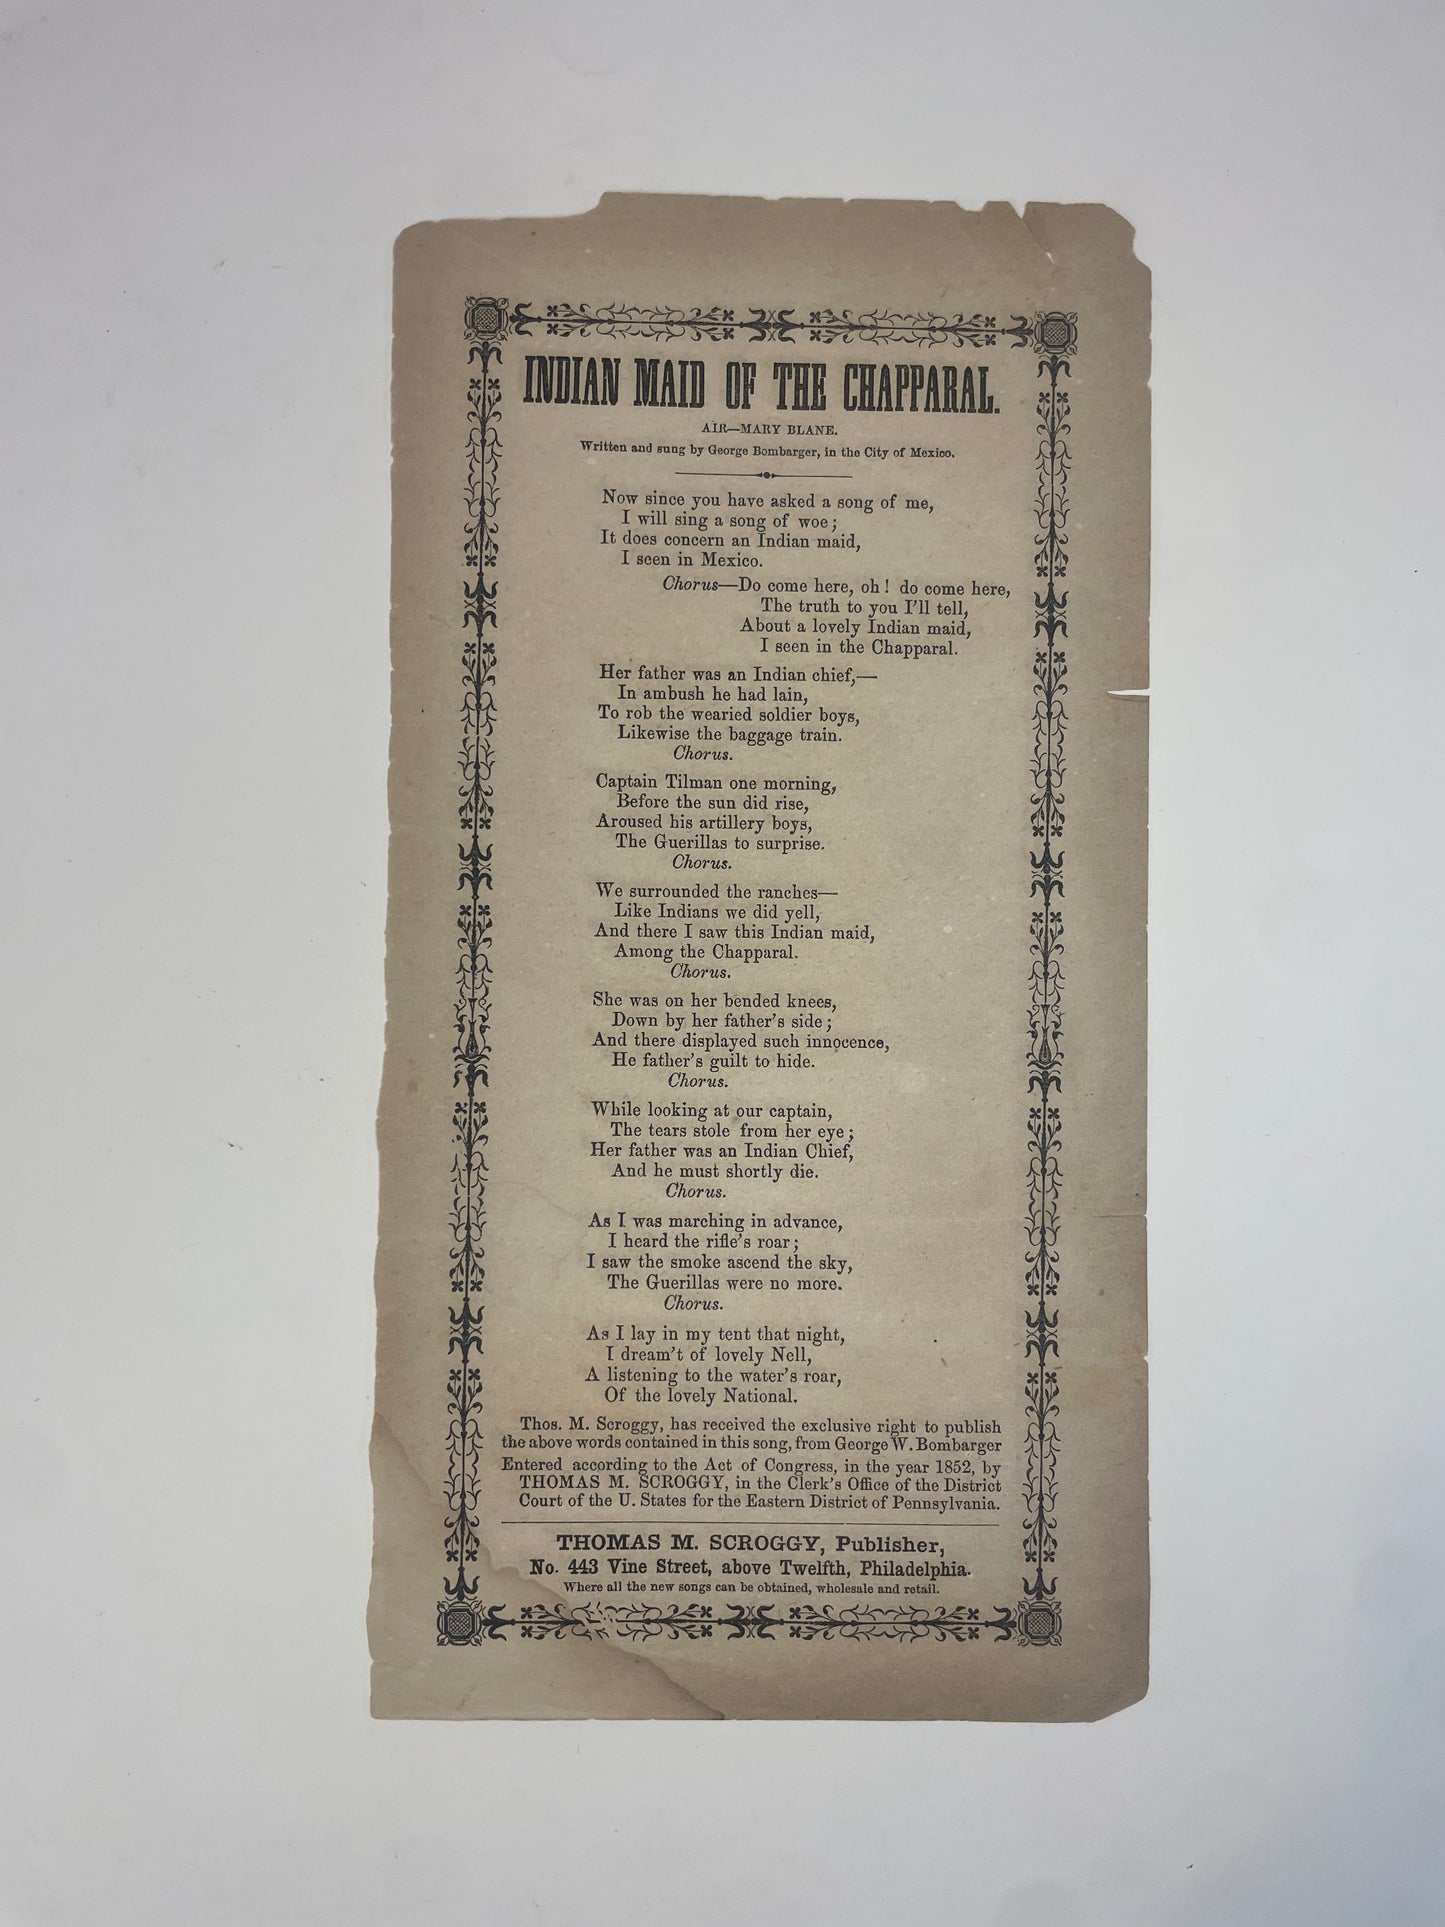 INDIAN MAID OF THE CHAPPARAL.
AIR—MARY BLANE.
Written and sung by George Bombarger, in the City of Mexico.
Now since you have asked a song of me,
I will sing a song of woe;
It does concern an Indian maid,
I seen in Mexico.
Chorus—Do come here, oh! do come here,
The truth to you I'll tell,
About a lovely Indian maid,
I seen in the Chapparal.
Her father was an Indian chief,—
In ambush he had lain,
To rob the wearied soldier boys,
Likewise the baggage train.
Chorus.
Captain Tilman one morning,
Before the sun did rise,
Aroused his artillery boys,
The Guerillas to surprise.
Chorus.
We surrounded the ranches—
Like Indians we did yell,
And there I saw this Indian maid,
Among the Chapparal.
Chorus.
She was on her bended knees,
Down by her father's side;
And there displayed such innocence,
He father's guilt to hide.
Chorus.
While looking at our captain,
The tears stole from her eye;
Her father was an Indian Chief,
And he must shortly die.
Chorus.
As I was marching in advance,
I heard the rifle's roar;
I saw the smoke ascend the sky,
The Guerillas were no more.
Chorus.
As I lay in my tent that night,
I dream't of lovely Nell,
A listening to the water's roar,
Of the lovely National.
Thos. M. Scroggy, has received the exclusive right to publish
the above words contained in this song, from George W. Bombarger
Entered according to the Act of Congress, in the year 1852, by
THOMAS M. SCROGGY, in the Clerk's Office of the District
Court of the U. States for the Eastern District of Pennsylvania.
THOMAS M. SCROGGY, Publisher,
No. 443 Vine Street, above Twelfth, Philadelphia.
Where all the new songs can be obtained, wholesale and retail.